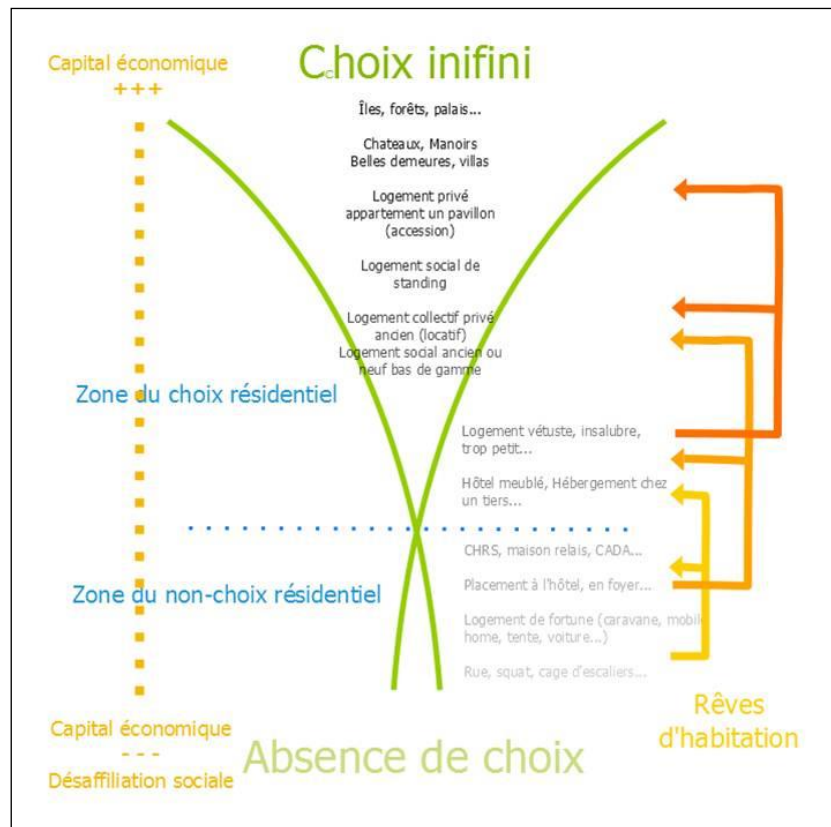 Capital économique
+++
Choix inifini
Îles, forêts, palais...
Chateaux, Manoirs
Belles demeures, villas
Logement privé
appartement un pavillon
(accession)
Logement social de
standing
Logement collectif privé
ancien (locatif)
Logement social ancien ou
neuf bas de gamme
Zone du choix résidentiel
Logement vétuste, insalubre,
trop petit...
Hôtel meublé, Hébergement chez
un tiers...
CHRS, maison relais, CADA...
Zone du non-choix résidentiel
Placement à l'hôtel, en foyer...
Logement de fortune (caravane, mobil
home, tente, voiture...)
Rue, squat, cage d'escaliers...
Capital économique
- - -
Désaffiliation sociale
Absence de choix
Rêves
d'habitation